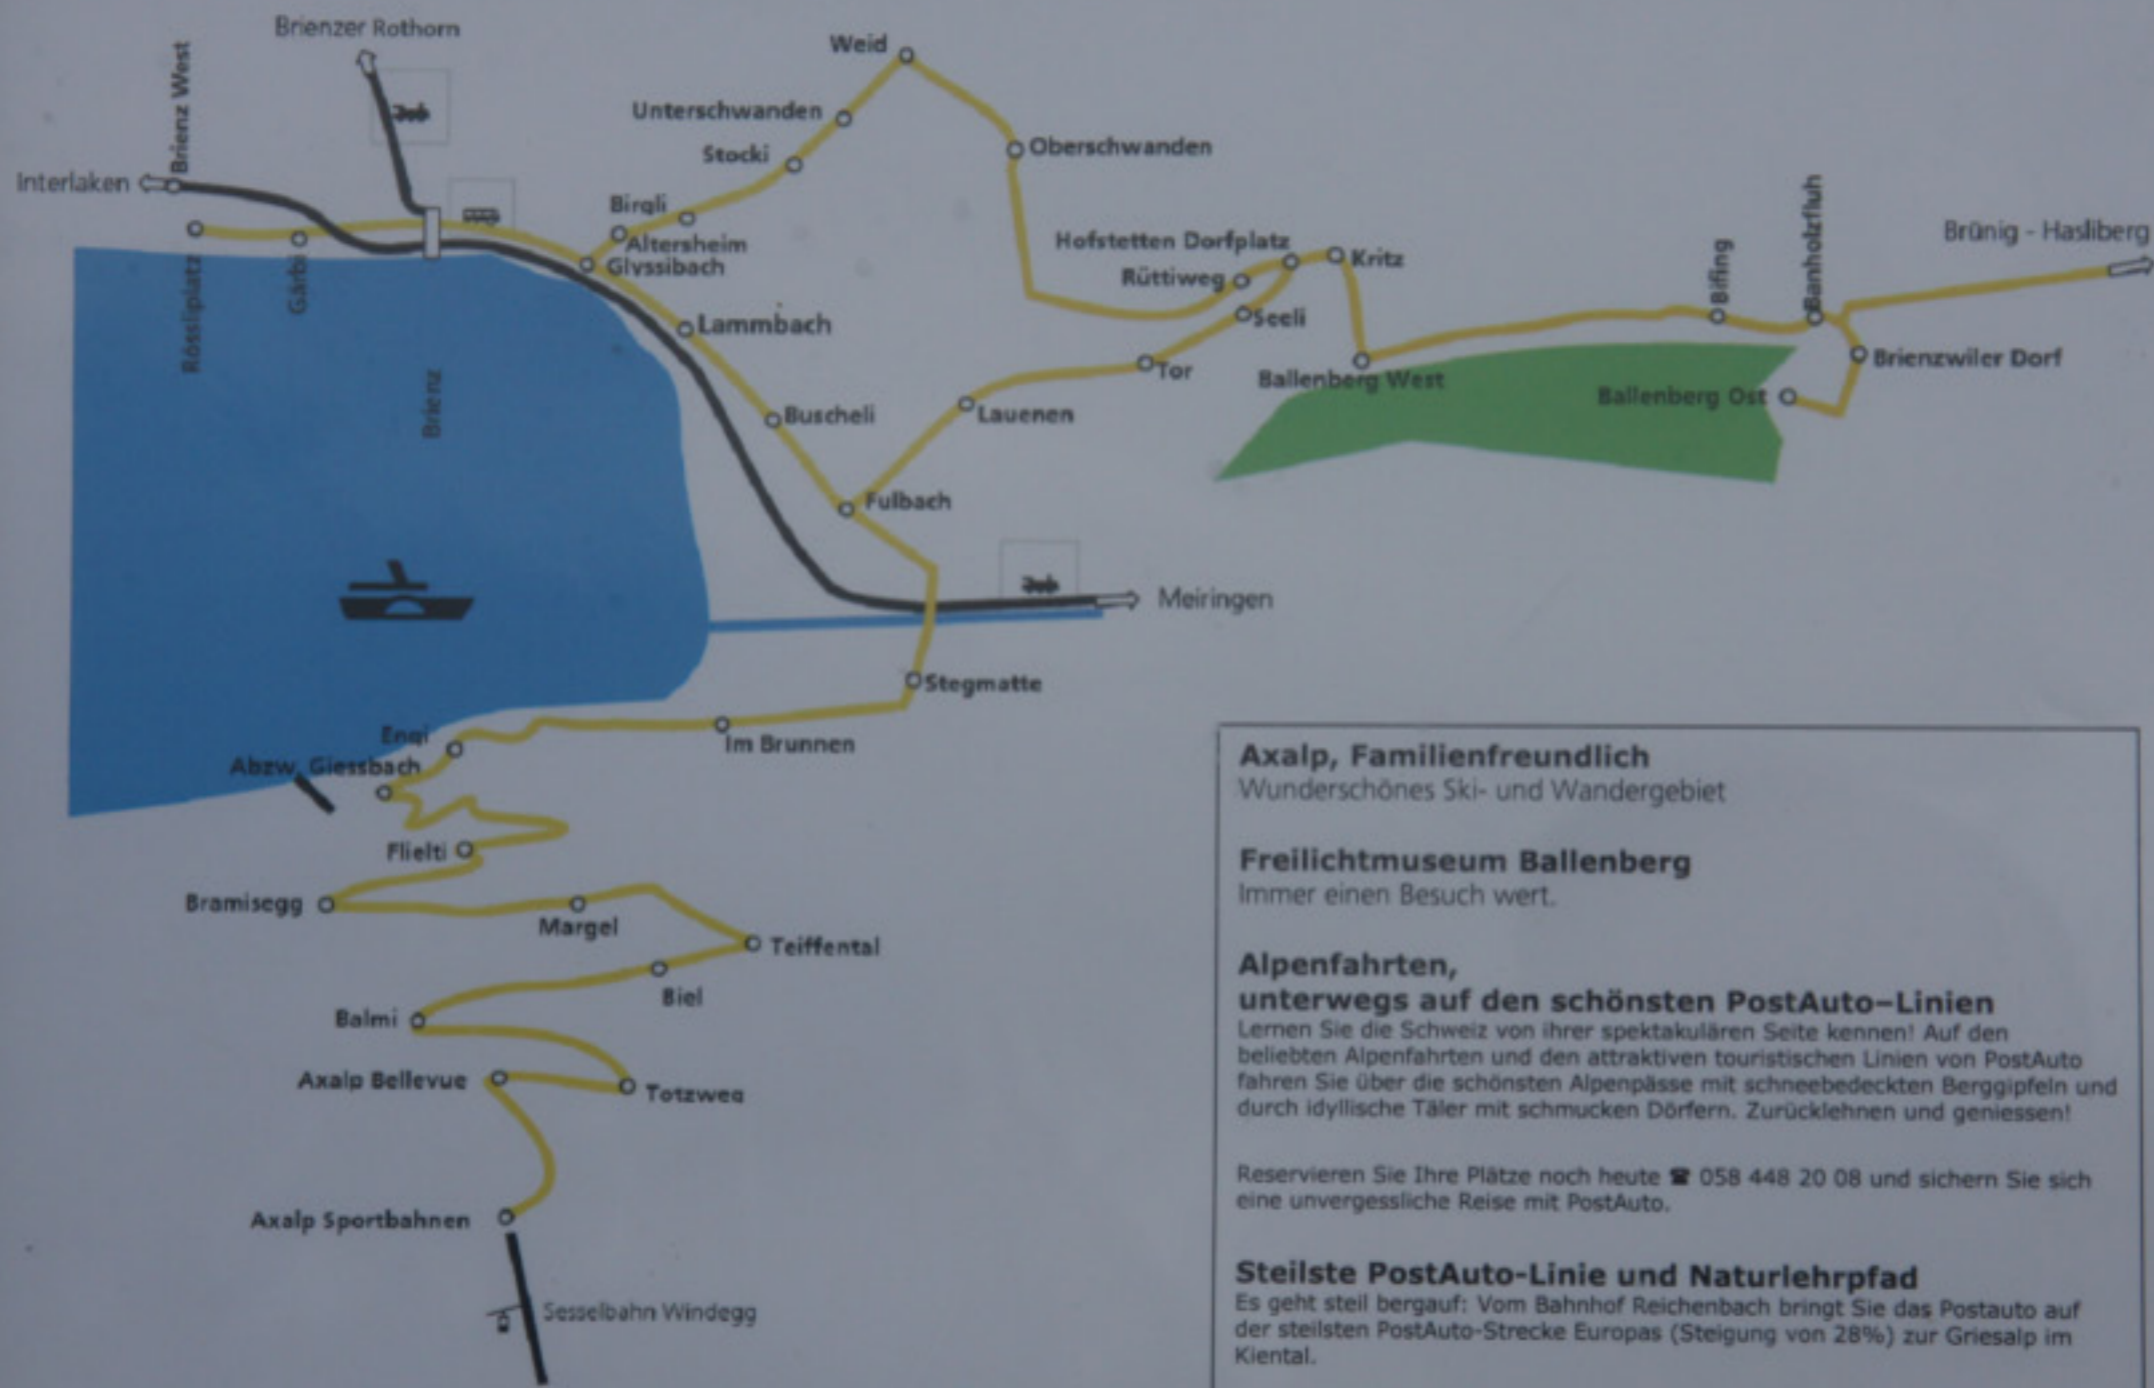 Brienzer Rothorn
Weid
Brienz West
Unterschwanden
Stocki
Oberschwanden
Interlaken
Birgli
Altersheim
Glyssibach
Hofstetten Dorfplatz
Kritz
Rüttiweg
Bifing
Banholzfluh
Brünig - Hasliberg
Rössliplatz
Gärbi
Brienz
Lammbach
Seeli
Tor
Ballenberg West
Brienzwiler Dorf
Ballenberg Ost
Buscheli
Lauenen
Fulbach
Meiringen
Stegmatte
Engi
Im Brunnen
Abzw. Giessbach
Flielti
Bramisegg
Margel
Teiffental
Biel
Balmi
Axalp Bellevue
Totzweg
Axalp Sportbahnen
Sesselbahn Windegg
Axalp, Familienfreundlich
Wunderschönes Ski- und Wandergebiet
Freilichtmuseum Ballenberg
Immer einen Besuch wert.
Alpenfahrten,
unterwegs auf den schönsten PostAuto–Linien
Lernen Sie die Schweiz von ihrer spektakulären Seite kennen! Auf den
beliebten Alpenfahrten und den attraktiven touristischen Linien von PostAuto
fahren Sie über die schönsten Alpenpässe mit schneebedeckten Berggipfeln und
durch idyllische Täler mit schmucken Dörfern. Zurücklehnen und geniessen!
Reservieren Sie Ihre Plätze noch heute ☎ 058 448 20 08 und sichern Sie sich
eine unvergessliche Reise mit PostAuto.
Steilste PostAuto-Linie und Naturlehrpfad
Es geht steil bergauf: Vom Bahnhof Reichenbach bringt Sie das Postauto auf
der steilsten PostAuto-Strecke Europas (Steigung von 28%) zur Griesalp im
Kiental.